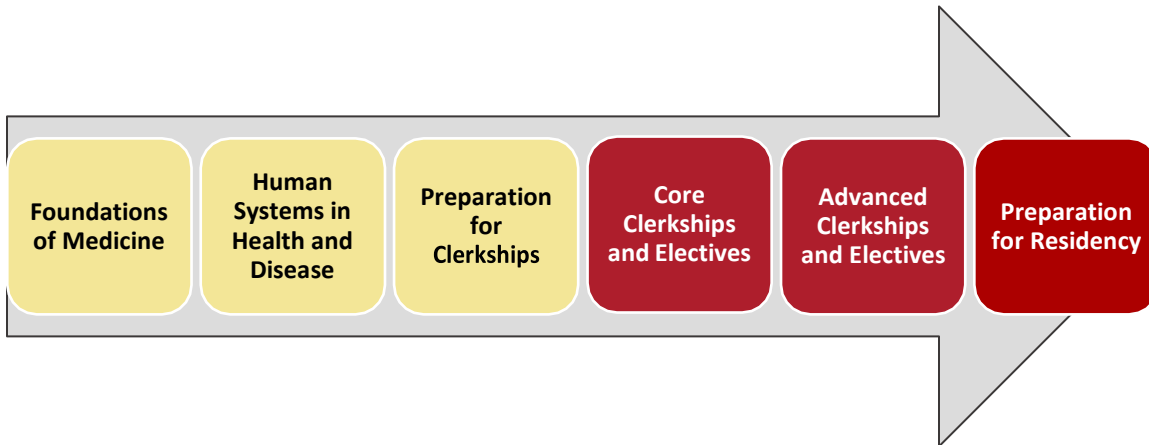 Foundations
of Medicine
Human
Systems in
Health and
Disease
Preparation
for
Clerkships
Core
Clerkships
and Electives
Advanced
Clerkships
and Electives
Preparation
for Residency